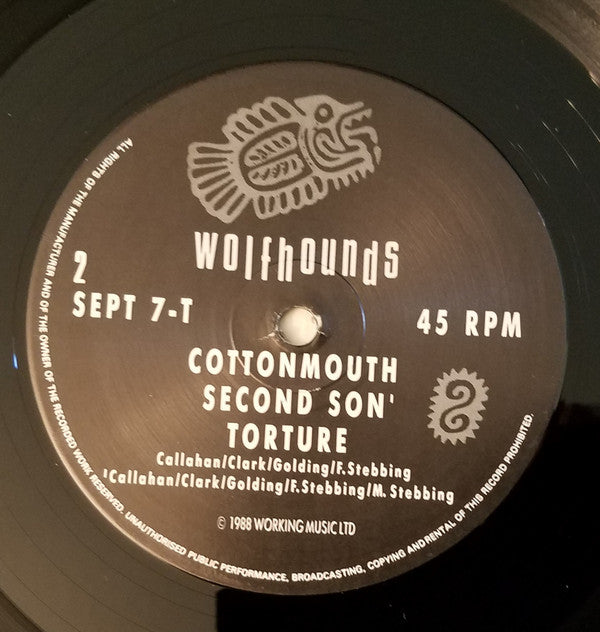 Wolfhounds
2
SEPT 7-T
45 RPM
COTTONMOUTH
SECOND SON¹
TORTURE
Callahan/Clark/Golding/F.Stebbing
¹Callahan/Clark/Golding/F.Stebbing/M. Stebbing
© 1988 WORKING MUSIC LTD
ALL RIGHTS OF THE MANUFACTURER AND OF THE OWNER OF THE RECORDED WORK RESERVED. UNAUTHORISED PUBLIC PERFORMANCE, BROADCASTING, COPYING AND RENTAL OF THIS RECORD PROHIBITED.